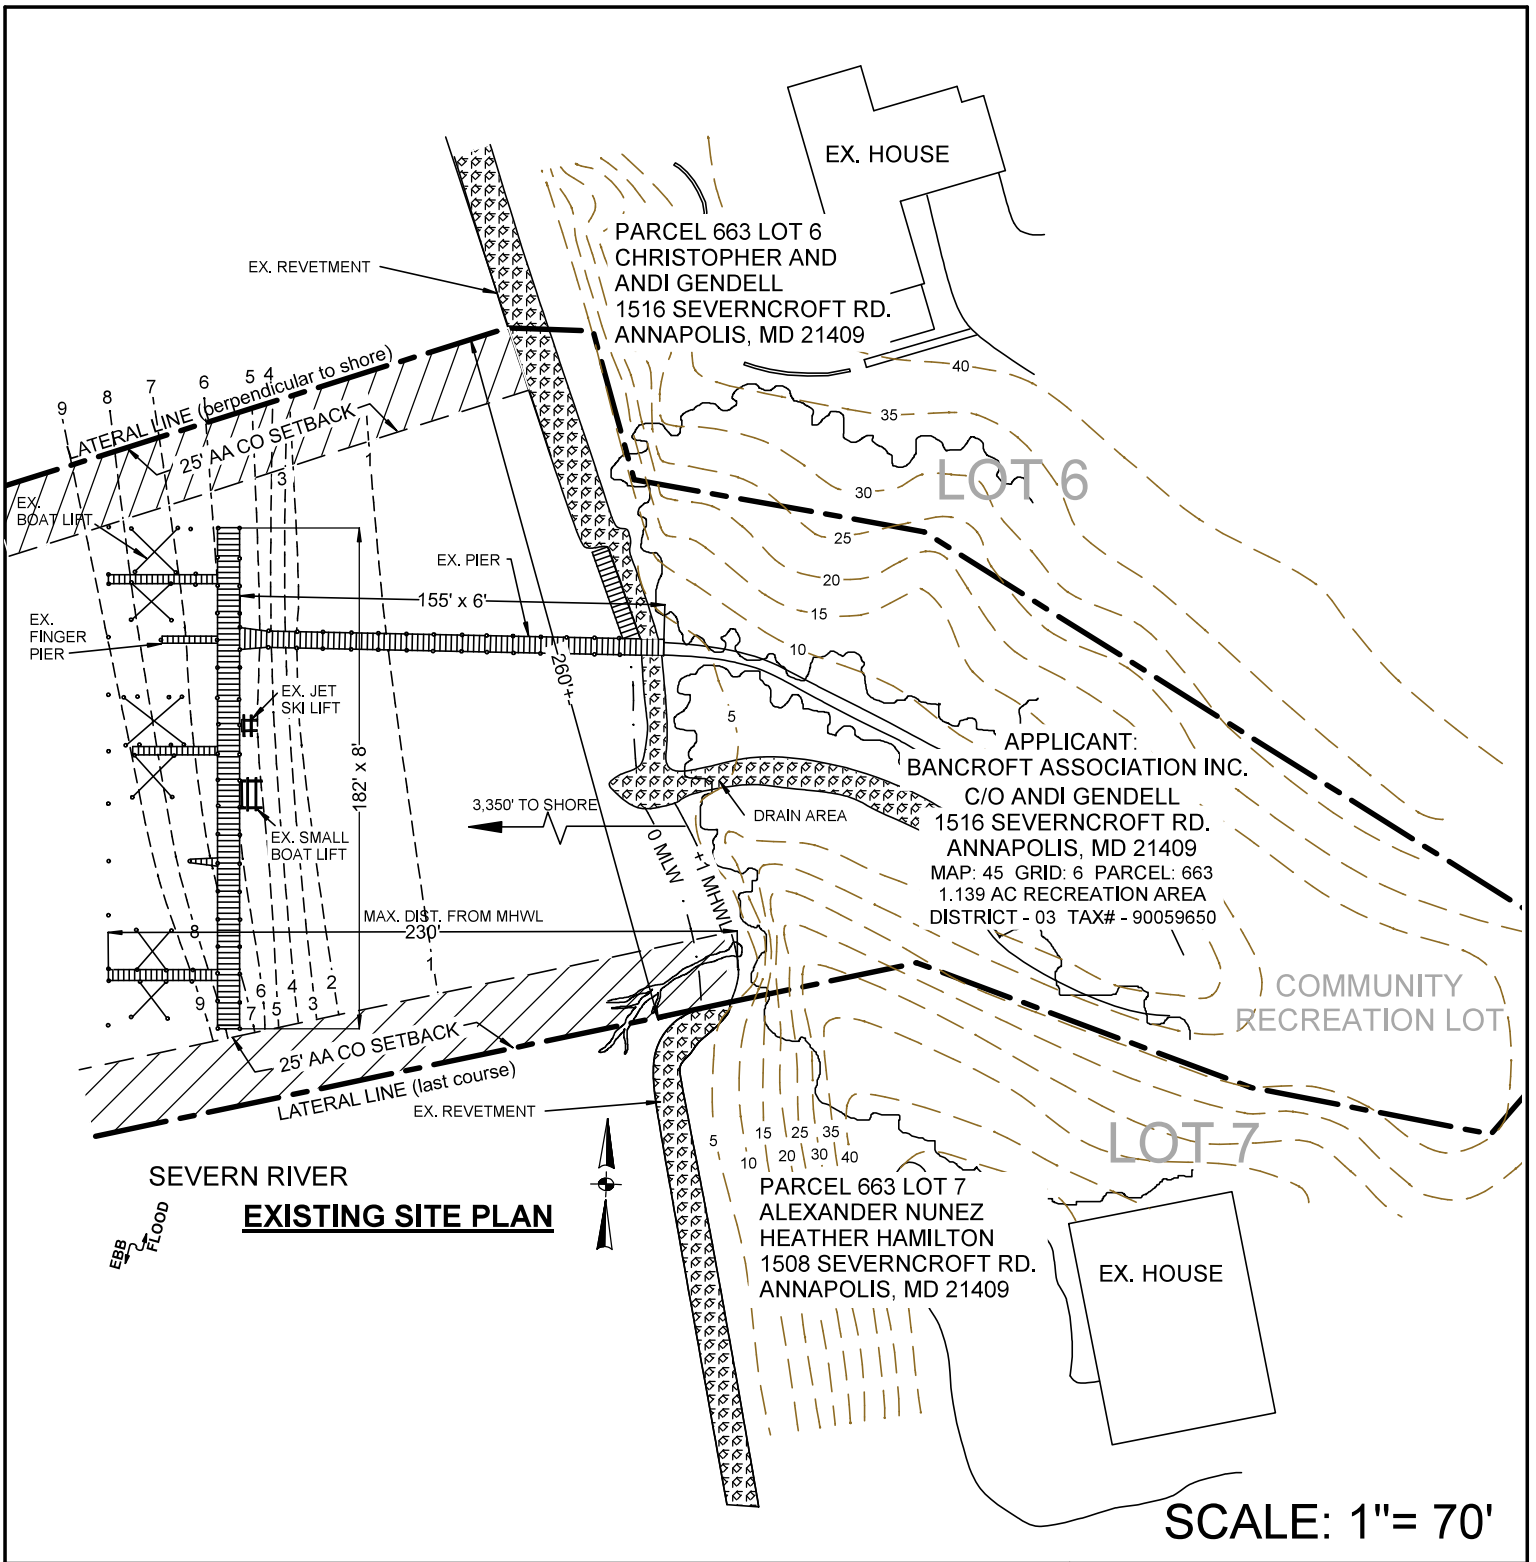 EX. HOUSE
PARCEL 663 LOT 6
CHRISTOPHER AND
ANDI GENDELL
1516 SEVERNCROFT RD.
ANNAPOLIS, MD 21409
EX. REVETMENT
LATERAL LINE (perpendicular to shore)
25' AA CO SETBACK
9
8
7
6
5
4
3
1
40
35
30
25
20
15
10
5
LOT 6
EX.
BOAT LIFT
EX. PIER
155' x 6'
EX.
FINGER
PIER
260'+
EX. JET
SKI LIFT
182' x 8'
EX. SMALL
BOAT LIFT
3,350' TO SHORE
0 MLW
+1 MHWL
DRAIN AREA
APPLICANT:
BANCROFT ASSOCIATION INC.
C/O ANDI GENDELL
1516 SEVERNCROFT RD.
ANNAPOLIS, MD 21409
MAP: 45 GRID: 6 PARCEL: 663
1.139 AC RECREATION AREA
DISTRICT - 03 TAX# - 90059650
MAX. DIST. FROM MHWL
230'
8
9
7
6
5
4
3
2
1
COMMUNITY
RECREATION LOT
25' AA CO SETBACK
LATERAL LINE (last course)
EX. REVETMENT
5
10
15
20
25
30
35
40
LOT 7
PARCEL 663 LOT 7
ALEXANDER NUNEZ
HEATHER HAMILTON
1508 SEVERNCROFT RD.
ANNAPOLIS, MD 21409
EX. HOUSE
SEVERN RIVER
EXISTING SITE PLAN
EBB
FLOOD
SCALE: 1"= 70'